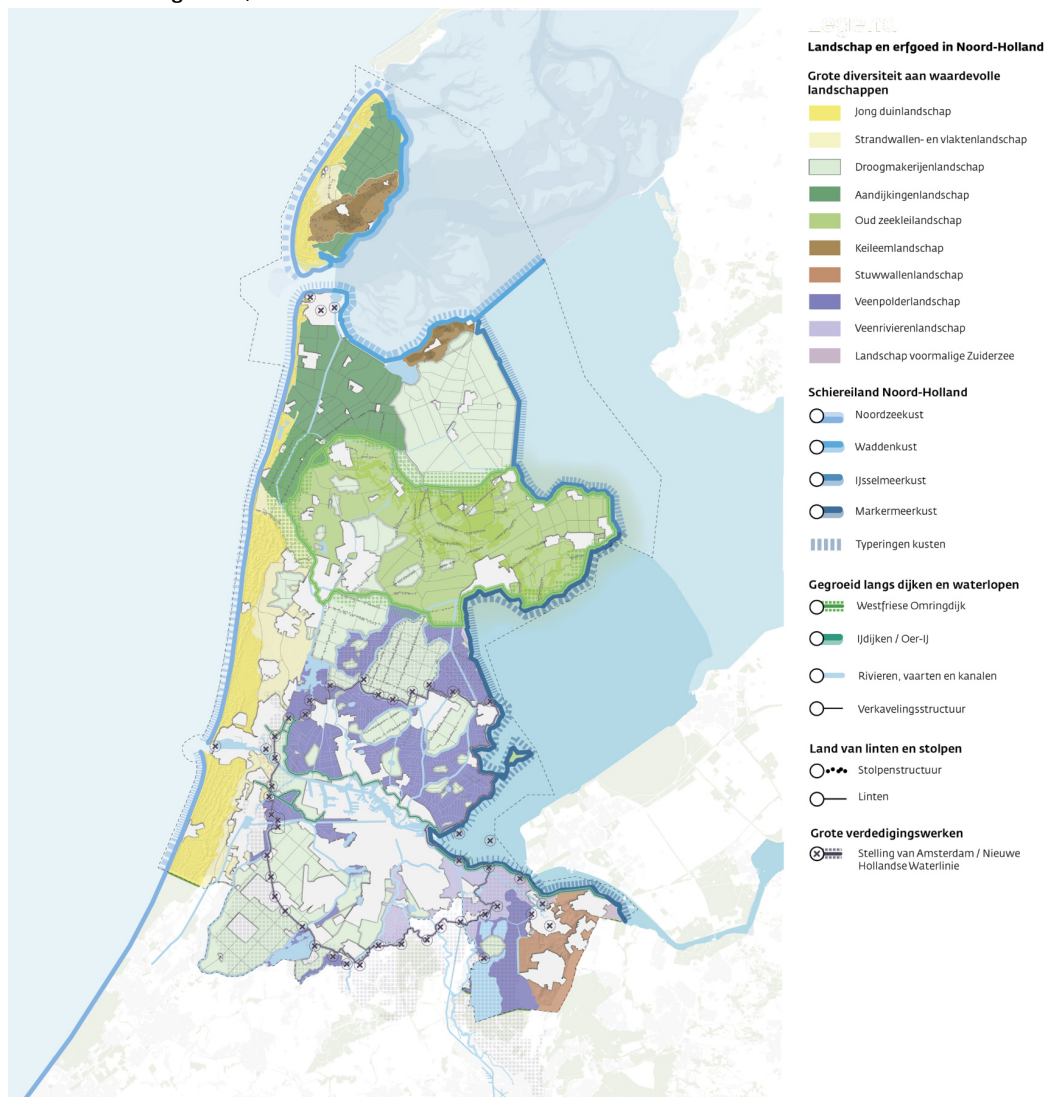 Legend
Landschap en erfgoed in Noord-Holland
Grote diversiteit aan waardevolle
landschappen
Jong duinlandschap
Strandwallen- en vlaktenlandschap
Droogmakerijenlandschap
Aandijkingenlandschap
Oud zeekleilandschap
Keileemlandschap
Stuwwallenlandschap
Veenpolderlandschap
Veenrivierenlandschap
Landschap voormalige Zuiderzee
Schiereiland Noord-Holland
Noordzeekust
Waddenkust
IJsselmeerkust
Markermeerkust
Typeringen kusten
Gegroeid langs dijken en waterlopen
Westfriese Omringdijk
IJdijken / Oer-IJ
Rivieren, vaarten en kanalen
Verkavelingsstructuur
Land van linten en stolpen
Stolpenstructuur
Linten
Grote verdedigingswerken
Stelling van Amsterdam / Nieuwe
Hollandse Waterlinie